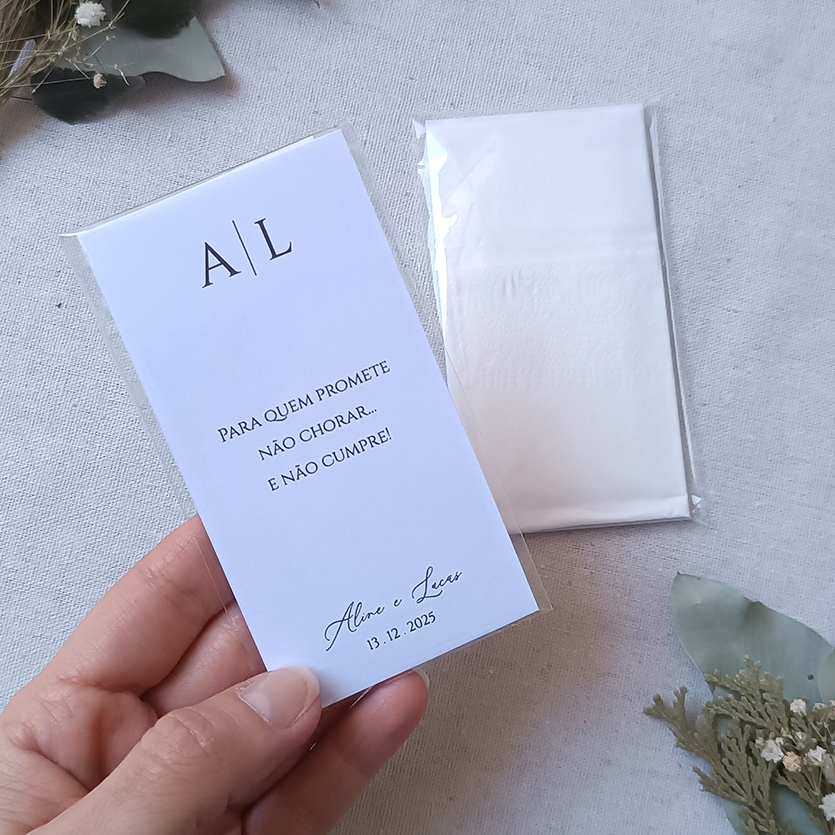 A|L
PARA QUEM PROMETE
NÃO CHORAR...
E NÃO CUMPRE!
Aline e Lucas
13.12.2025